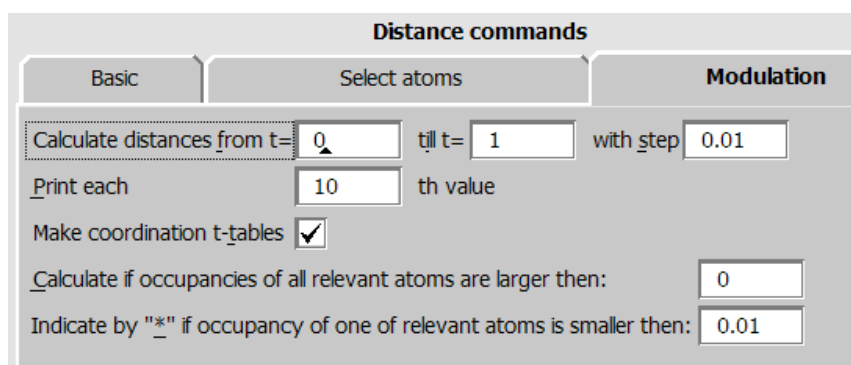 Distance commands
Basic Select atoms Modulation
Calculate distances from t= 0 till t= 1 with step 0.01
Print each 10 th value
Make coordination t-tables
Calculate if occupancies of all relevant atoms are larger then: 0
Indicate by "*" if occupancy of one of relevant atoms is smaller then: 0.01